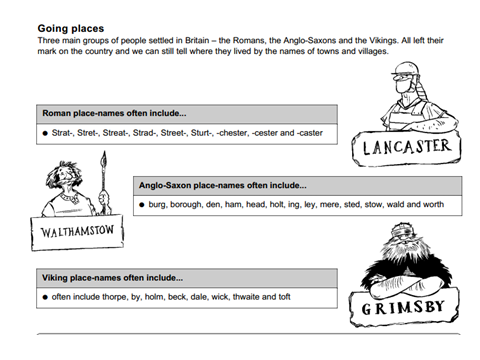 Going places
Three main groups of people settled in Britain – the Romans, the Anglo-Saxons and the Vikings. All left their
mark on the country and we can still tell where they lived by the names of towns and villages.
Roman place-names often include...
● Strat-, Stret-, Streat-, Strad-, Street-, Sturt-, -chester, -cester and -caster
LANCASTER
Anglo-Saxon place-names often include...
● burg, borough, den, ham, head, holt, ing, ley, mere, sted, stow, wald and worth
WALTHAMSTOW
Viking place-names often include...
● often include thorpe, by, holm, beck, dale, wick, thwaite and toft
GRIMSBY